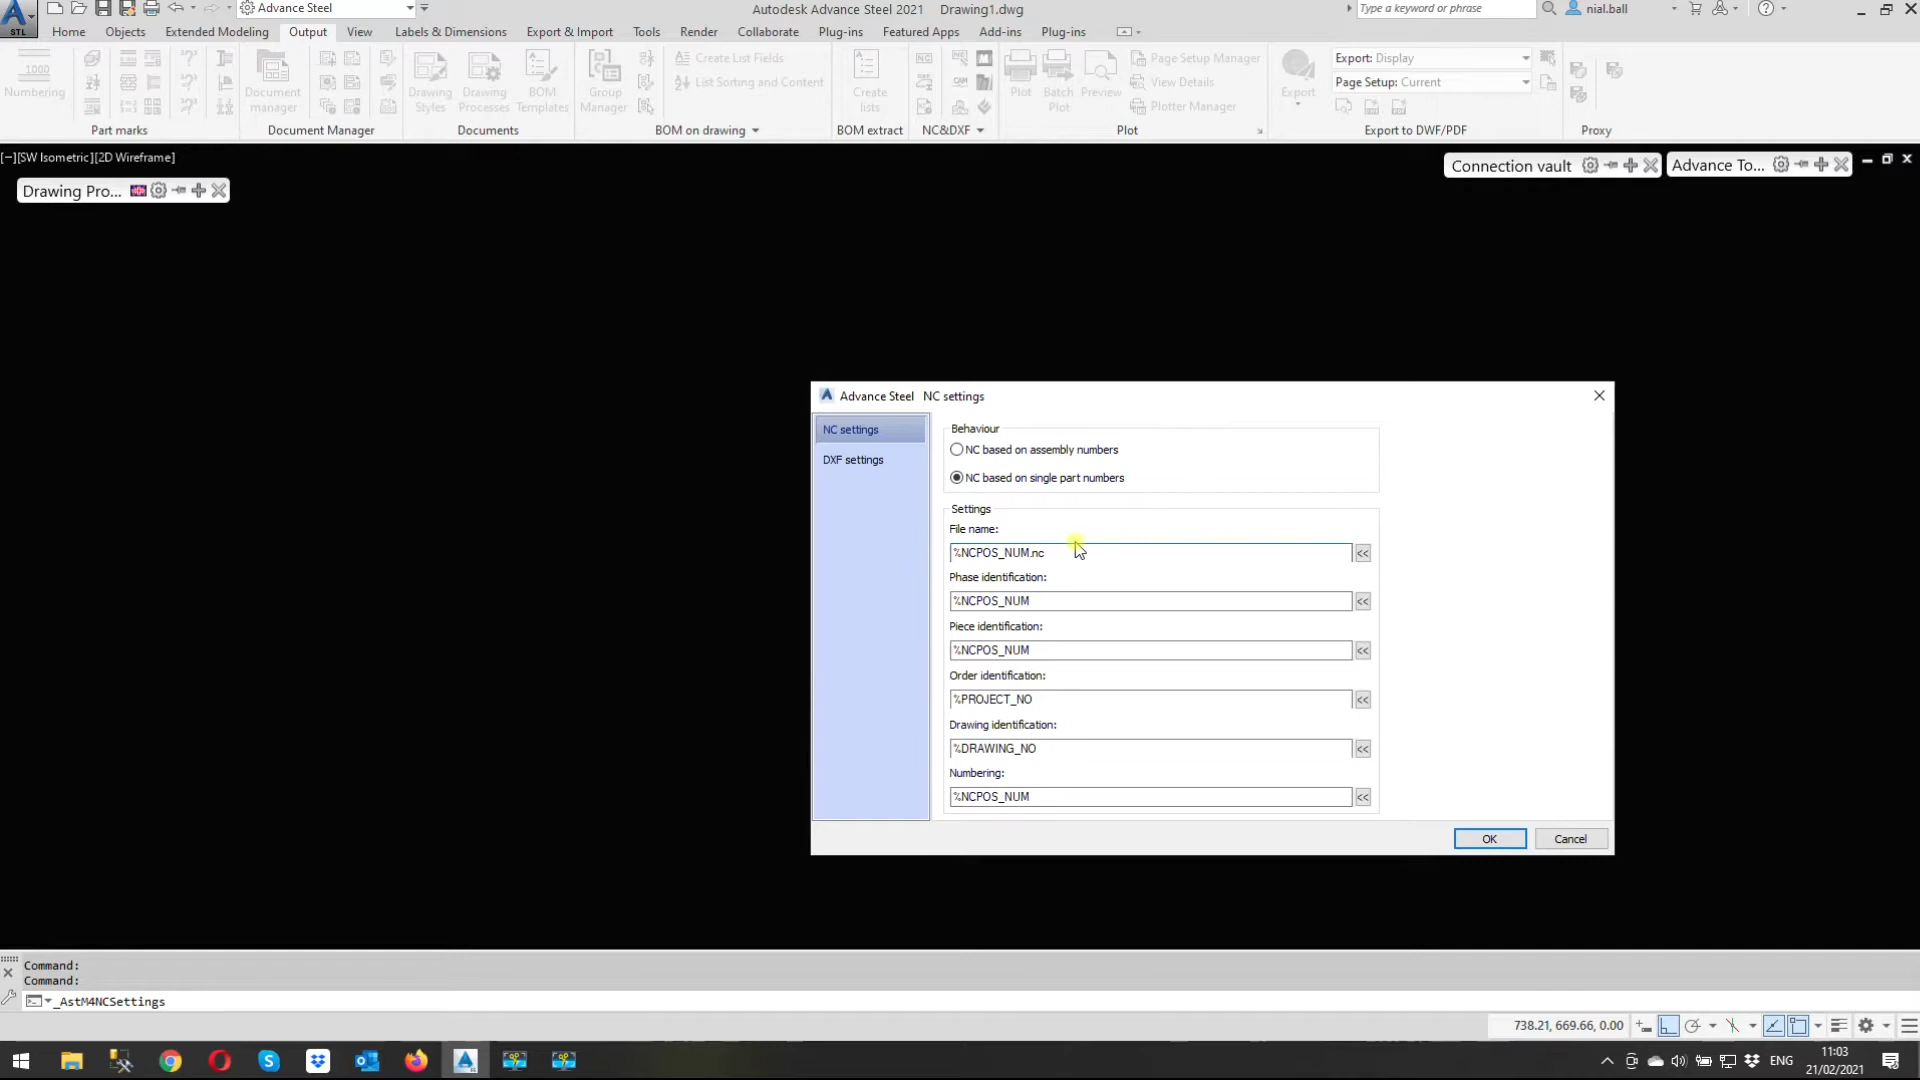 Advance Steel
Autodesk Advance Steel 2021 Drawing1.dwg
Type a keyword or phrase
nial.ball
STL
Home Objects Extended Modeling Output View Labels & Dimensions Export & Import Tools Render Collaborate Plug-ins Featured Apps Add-ins Plug-ins
1000
Numbering
Document manager
Drawing Styles
Drawing Processes
BOM Templates
Group Manager
Create List Fields
List Sorting and Content
Create lists
NC
DXF
CAM
Plot
Batch Plot
Preview
Page Setup Manager
View Details
Plotter Manager
Export
Export: Display
Page Setup: Current
Part marks
Document Manager
Documents
BOM on drawing
BOM extract
NC&DXF
Plot
Export to DWF/PDF
Proxy
[−][SW Isometric][2D Wireframe]
Drawing Pro...
Connection vault
Advance To...
Advance Steel NC settings
NC settings
DXF settings
Behaviour
NC based on assembly numbers
NC based on single part numbers
Settings
File name:
%NCPOS_NUM.nc
<<
Phase identification:
%NCPOS_NUM
<<
Piece identification:
%NCPOS_NUM
<<
Order identification:
%PROJECT_NO
<<
Drawing identification:
%DRAWING_NO
<<
Numbering:
%NCPOS_NUM
<<
OK
Cancel
Command:
Command:
_AstM4NCSettings
738.21, 669.66, 0.00
ENG
11:03
21/02/2021